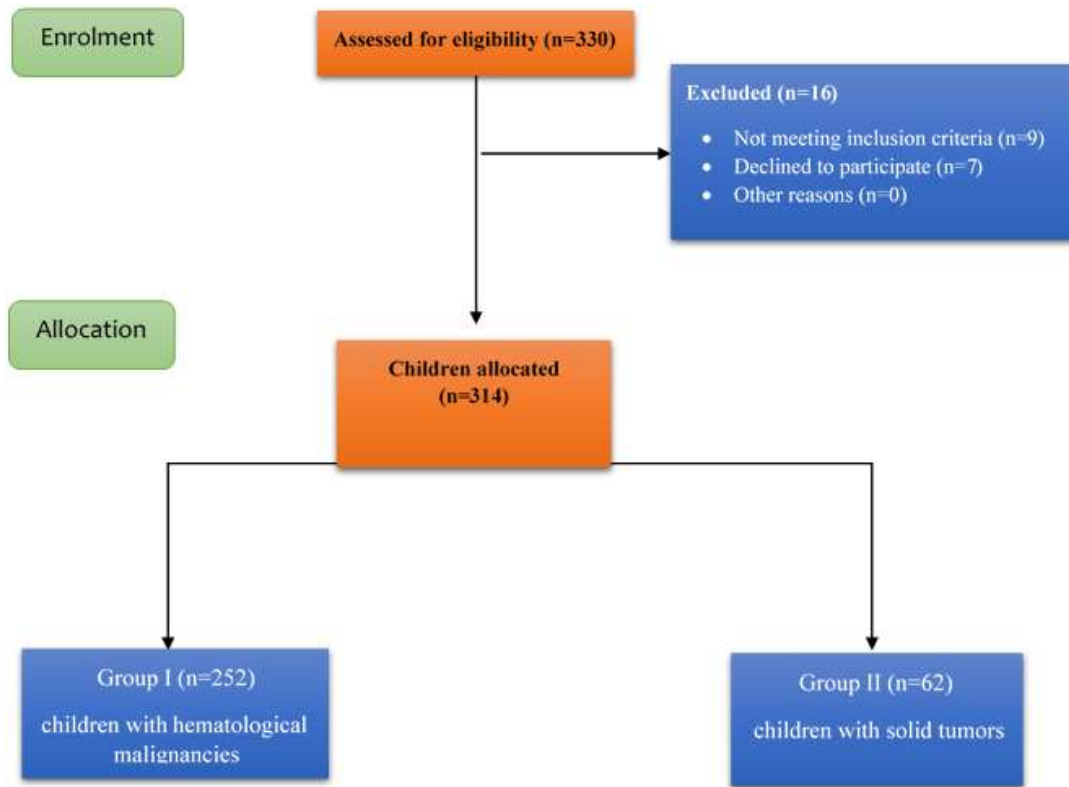 Enrolment
Assessed for eligibility (n=330)
Excluded (n=16)
• Not meeting inclusion criteria (n=9)
• Declined to participate (n=7)
• Other reasons (n=0)
Allocation
Children allocated
(n=314)
Group I (n=252)
children with hematological
malignancies
Group II (n=62)
children with solid tumors